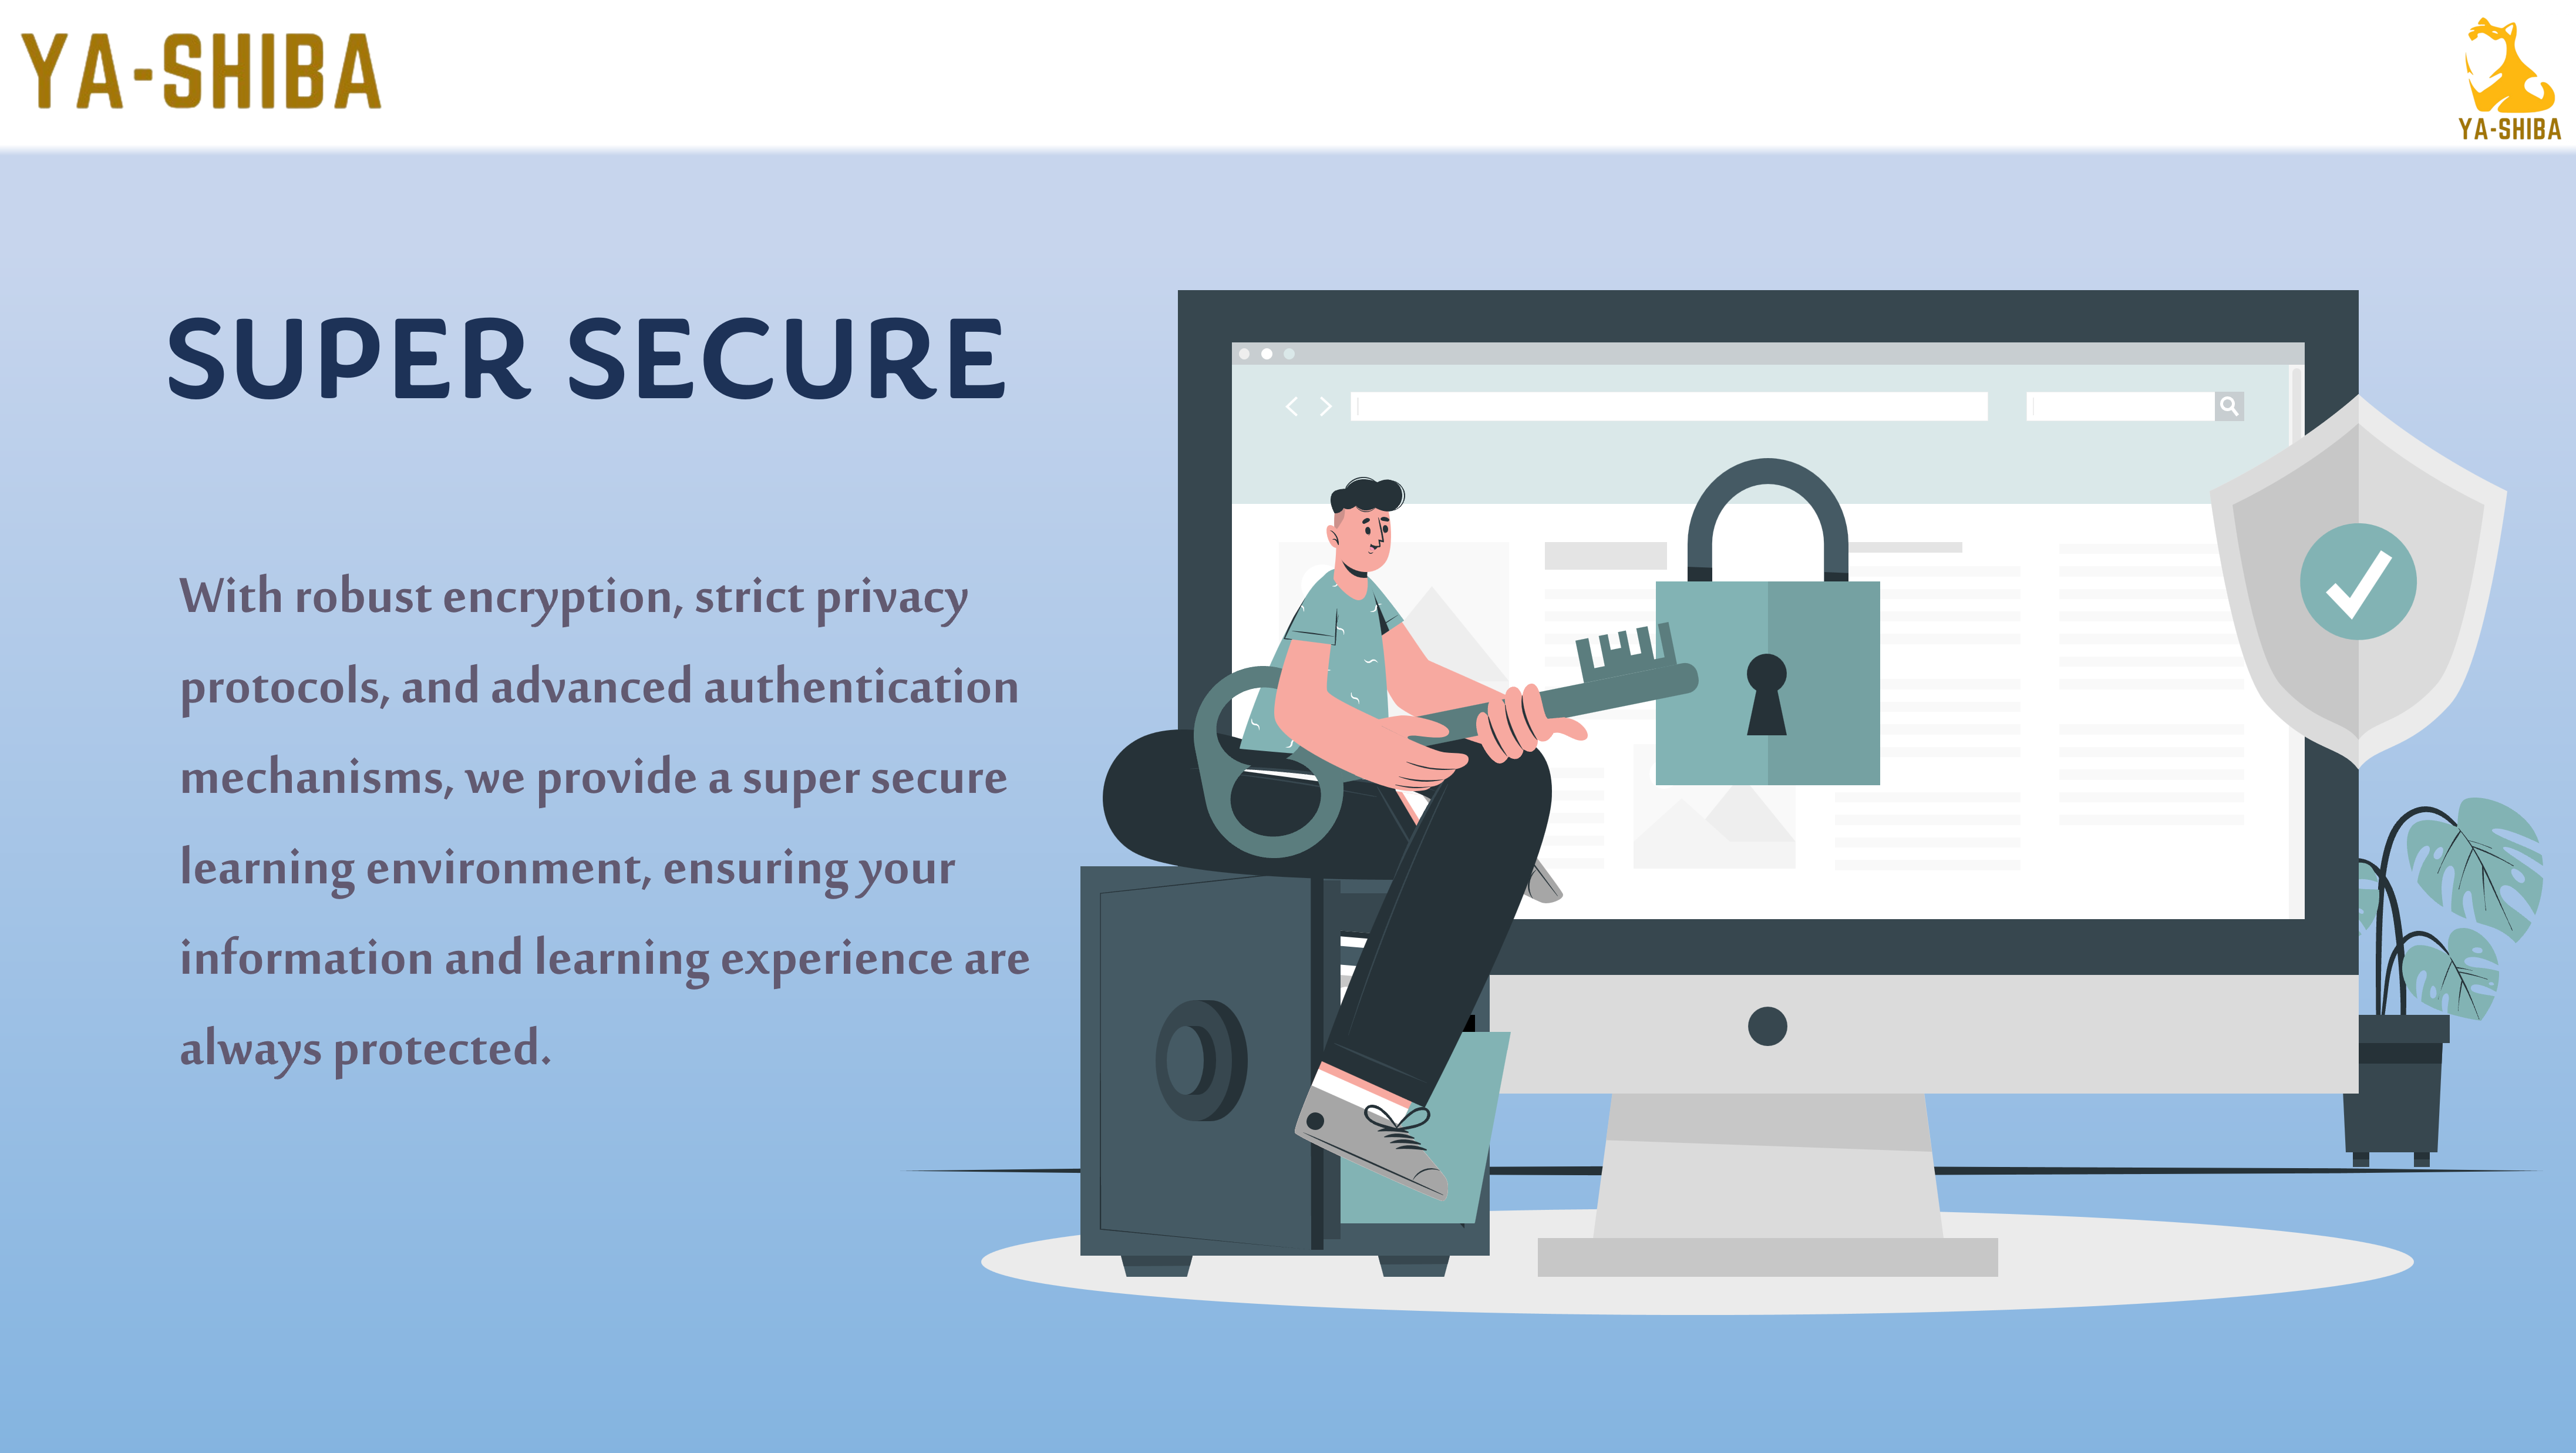 YA-SHIBA
YA-SHIBA
SUPER SECURE
With robust encryption, strict privacy
protocols, and advanced authentication
mechanisms, we provide a super secure
learning environment, ensuring your
information and learning experience are
always protected.